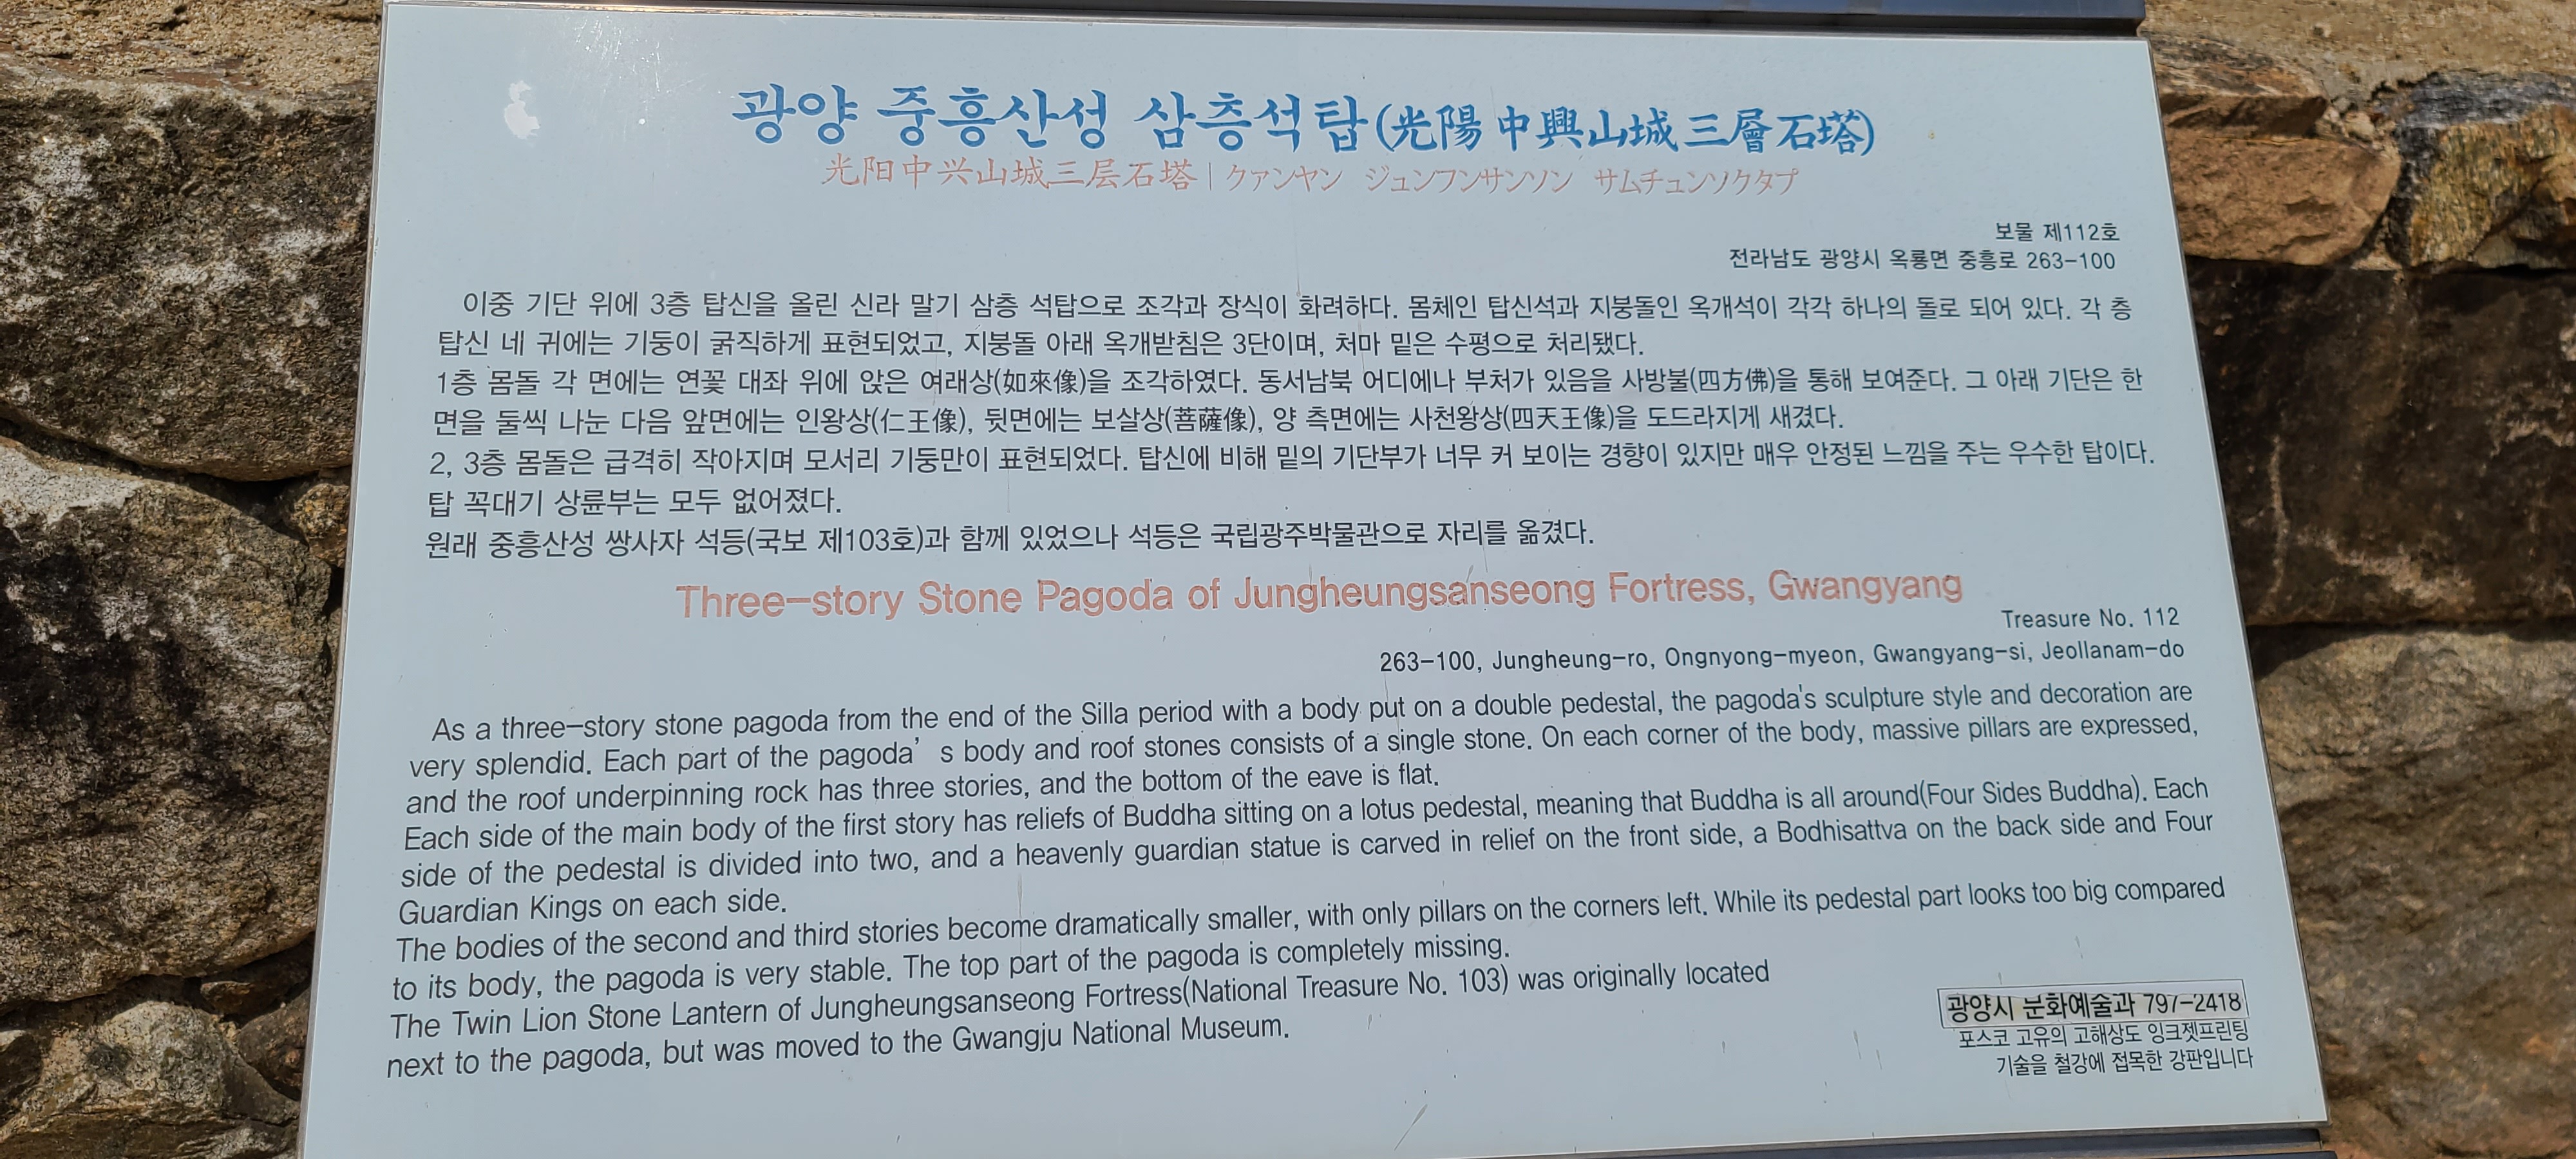 광양 중흥산성 삼층석탑(光陽 中興山城 三層石塔)
光阳中兴山城三层石塔 | クァンヤン ジュンフンサンソン サムチュンソクタプ
보물 제112호
전라남도 광양시 옥룡면 중흥로 263-100
이중 기단 위에 3층 탑신을 올린 신라 말기 삼층 석탑으로 조각과 장식이 화려하다. 몸체인 탑신석과 지붕돌인 옥개석이 각각 하나의 돌로 되어 있다. 각 층
탑신 네 귀에는 기둥이 굵직하게 표현되었고, 지붕돌 아래 옥개받침은 3단이며, 처마 밑은 수평으로 처리됐다.
1층 몸돌 각 면에는 연꽃 대좌 위에 앉은 여래상(如來像)을 조각하였다. 동서남북 어디에나 부처가 있음을 사방불(四方佛)을 통해 보여준다. 그 아래 기단은 한
면을 둘씩 나눈 다음 앞면에는 인왕상(仁王像), 뒷면에는 보살상(菩薩像), 양 측면에는 사천왕상(四天王像)을 도드라지게 새겼다.
2, 3층 몸돌은 급격히 작아지며 모서리 기둥만이 표현되었다. 탑신에 비해 밑의 기단부가 너무 커 보이는 경향이 있지만 매우 안정된 느낌을 주는 우수한 탑이다.
탑 꼭대기 상륜부는 모두 없어졌다.
원래 중흥산성 쌍사자 석등(국보 제103호)과 함께 있었으나 석등은 국립광주박물관으로 자리를 옮겼다.
Three-story Stone Pagoda of Jungheungsanseong Fortress, Gwangyang
Treasure No. 112
263-100, Jungheung-ro, Ongnyong-myeon, Gwangyang-si, Jeollanam-do
As a three-story stone pagoda from the end of the Silla period with a body put on a double pedestal, the pagoda's sculpture style and decoration are
very splendid. Each part of the pagoda' s body and roof stones consists of a single stone. On each corner of the body, massive pillars are expressed,
and the roof underpinning rock has three stories, and the bottom of the eave is flat.
Each side of the main body of the first story has reliefs of Buddha sitting on a lotus pedestal, meaning that Buddha is all around(Four Sides Buddha). Each
side of the pedestal is divided into two, and a heavenly guardian statue is carved in relief on the front side, a Bodhisattva on the back side and Four
Guardian Kings on each side.
The bodies of the second and third stories become dramatically smaller, with only pillars on the corners left. While its pedestal part looks too big compared
to its body, the pagoda is very stable. The top part of the pagoda is completely missing.
The Twin Lion Stone Lantern of Jungheungsanseong Fortress(National Treasure No. 103) was originally located
next to the pagoda, but was moved to the Gwangju National Museum.
광양시 문화예술과 797-2418
포스코 고유의 고해상도 잉크젯프린팅
기술을 철강에 접목한 강판입니다